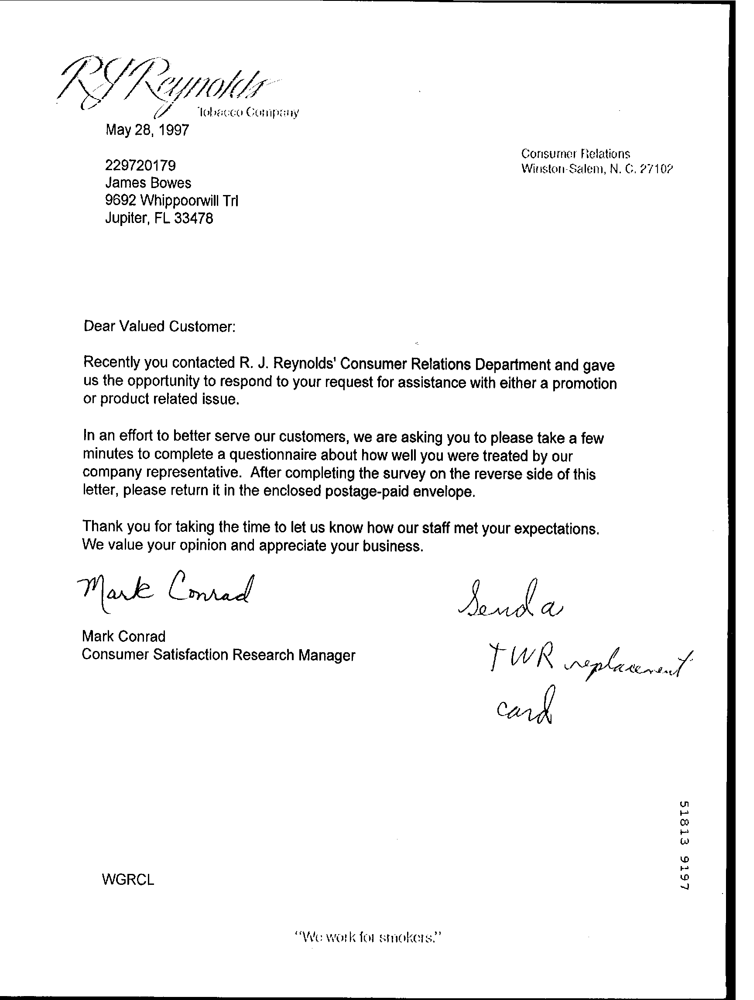 RJReynolds
Tobacco Company
May 28, 1997
Consumer Relations
Winston-Salem, N. C. 27102
229720179
James Bowes
9692 Whippoorwill Trl
Jupiter, FL 33478
Dear Valued Customer:
Recently you contacted R. J. Reynolds' Consumer Relations Department and gave
us the opportunity to respond to your request for assistance with either a promotion
or product related issue.
In an effort to better serve our customers, we are asking you to please take a few
minutes to complete a questionnaire about how well you were treated by our
company representative. After completing the survey on the reverse side of this
letter, please return it in the enclosed postage-paid envelope.
Thank you for taking the time to let us know how our staff met your expectations.
We value your opinion and appreciate your business.
Mark Conrad
Mark Conrad
Consumer Satisfaction Research Manager
Send a
TWR replacement
card
51813 9197
WGRCL
"We work for smokers."